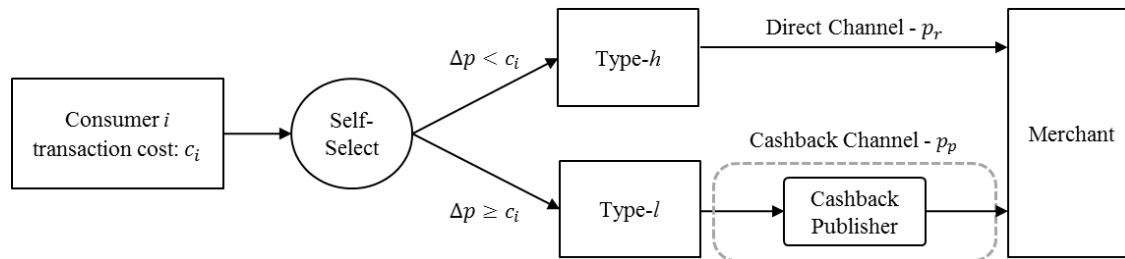 Consumer i
transaction cost: c_i
Self-
Select
Δp < c_i
Δp ≥ c_i
Type-h
Type-l
Direct Channel - p_r
Cashback Channel - p_p
Cashback
Publisher
Merchant